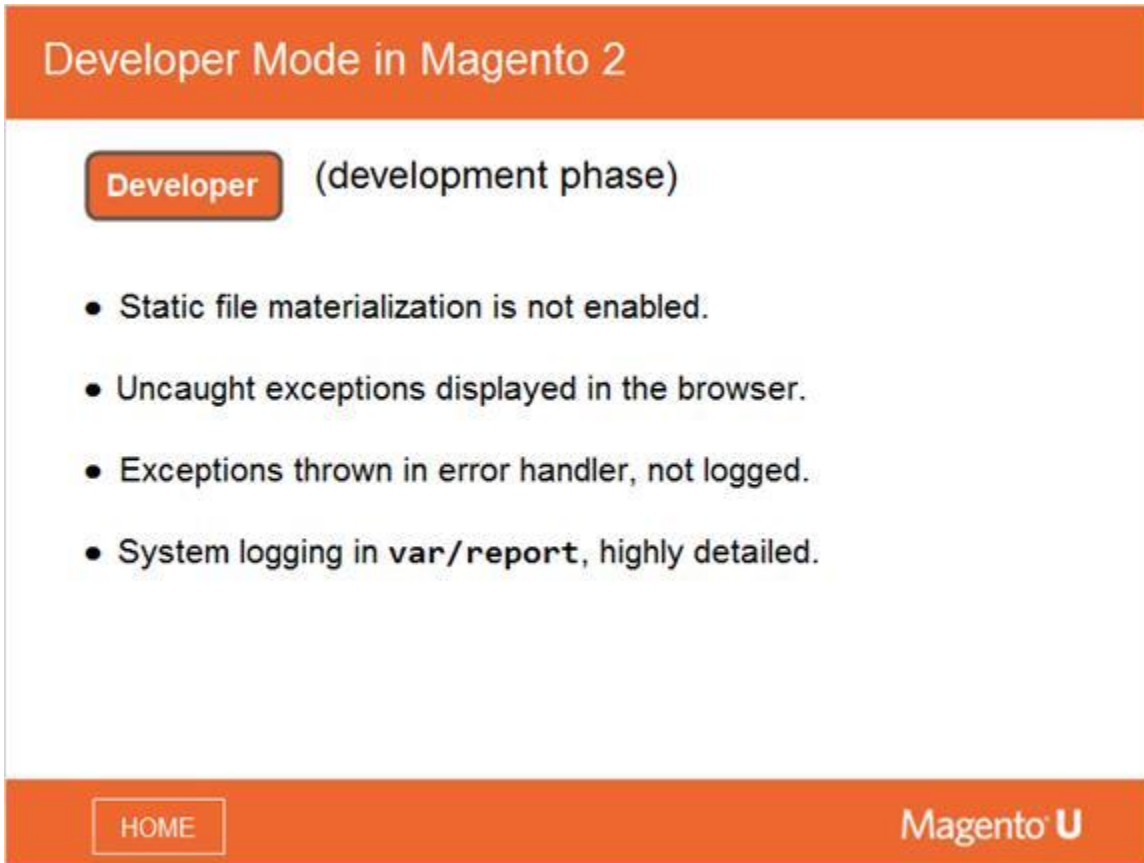 Developer Mode in Magento 2
Developer (development phase)
● Static file materialization is not enabled.
● Uncaught exceptions displayed in the browser.
● Exceptions thrown in error handler, not logged.
● System logging in var/report, highly detailed.
HOME Magento U